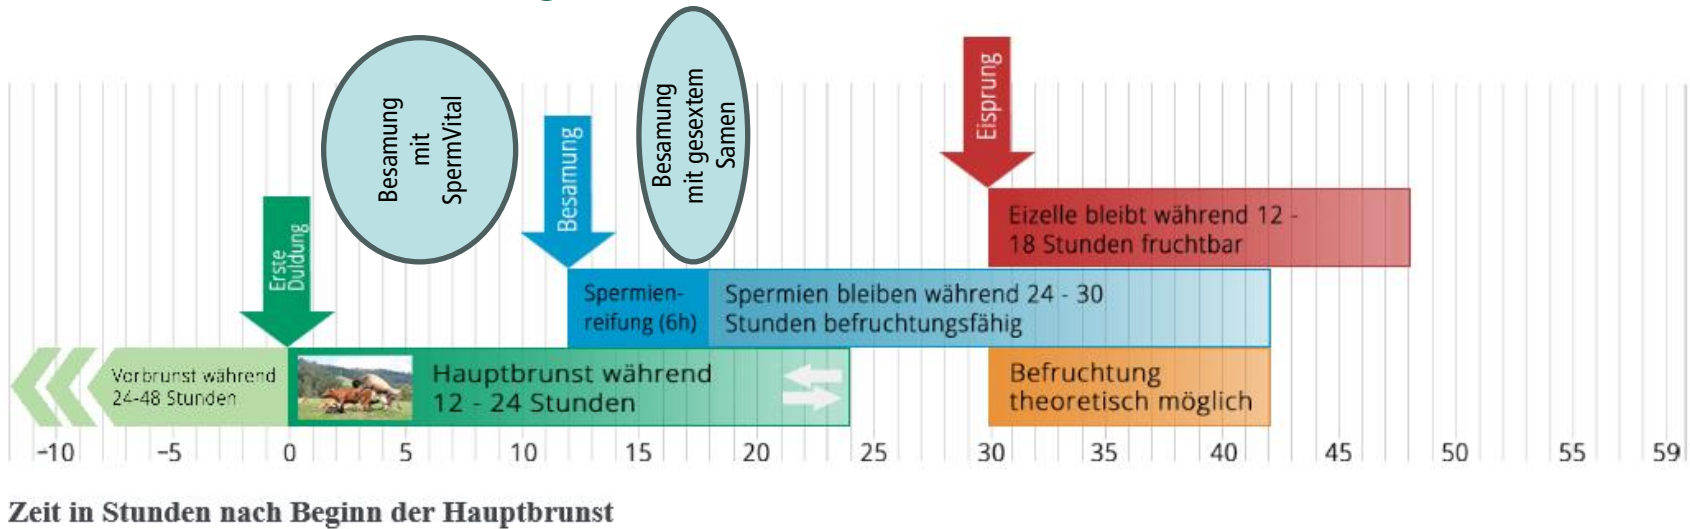 Besamung
mit
SpermVital
Besamung
mit gesextem
Samen
Eisprung
Besamung
Erste
Duldung
Eizelle bleibt während 12 -
18 Stunden fruchtbar
Spermien-
reifung (6h)
Spermien bleiben während 24 - 30
Stunden befruchtungsfähig
Vorbrunst während
24-48 Stunden
Hauptbrunst während
12 - 24 Stunden
Befruchtung
theoretisch möglich
-10 -5 0 5 10 15 20 25 30 35 40 45 50 55 59
Zeit in Stunden nach Beginn der Hauptbrunst